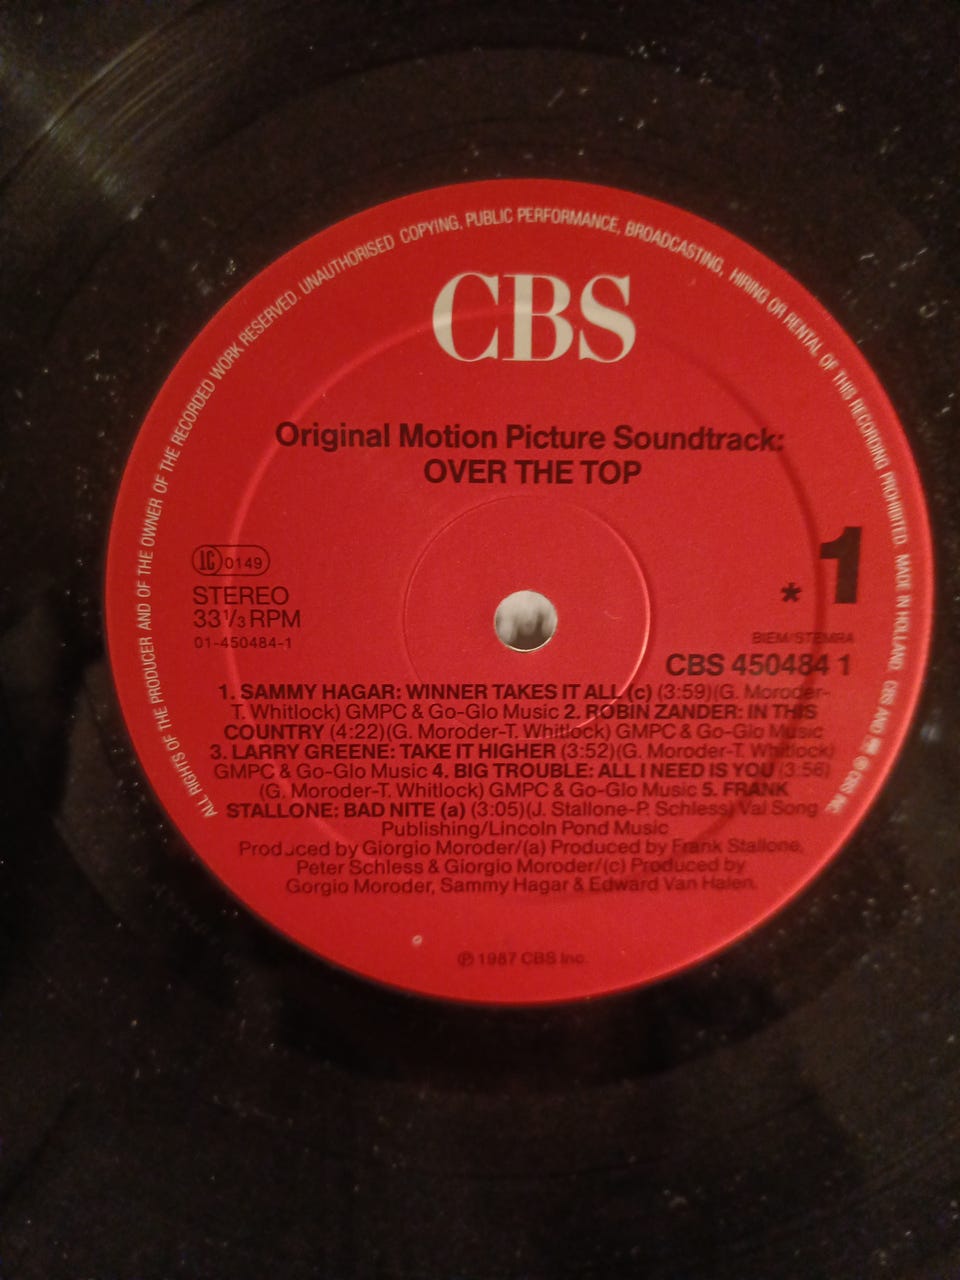 ALL RIGHTS OF THE PRODUCER AND OF THE OWNER OF THE RECORDED WORK RESERVED. UNAUTHORISED COPYING, PUBLIC PERFORMANCE, BROADCASTING, HIRING OR RENTAL OF THIS RECORDING PROHIBITED. MADE IN HOLLAND. CBS AND
CBS
Original Motion Picture Soundtrack:
OVER THE TOP
LC 0149
STEREO
33⅓ RPM
01-450484-1
* 1
BIEM/STEMRA
CBS 450484 1
1. SAMMY HAGAR: WINNER TAKES IT ALL (c) (3:59)(G. Moroder-
T. Whitlock) GMPC & Go-Glo Music 2. ROBIN ZANDER: IN THIS
COUNTRY (4:22)(G. Moroder-T. Whitlock) GMPC & Go-Glo Music
3. LARRY GREENE: TAKE IT HIGHER (3:52)(G. Moroder-T. Whitlock)
GMPC & Go-Glo Music 4. BIG TROUBLE: ALL I NEED IS YOU (3:56)
(G. Moroder-T. Whitlock) GMPC & Go-Glo Music 5. FRANK
STALLONE: BAD NITE (a) (3:05)(J. Stallone-P. Schless) Val Song
Publishing/Lincoln Pond Music
Produced by Giorgio Moroder/(a) Produced by Frank Stallone,
Peter Schless & Giorgio Moroder/(c) Produced by
Gorgio Moroder, Sammy Hagar & Edward Van Halen.
℗ 1987 CBS Inc.